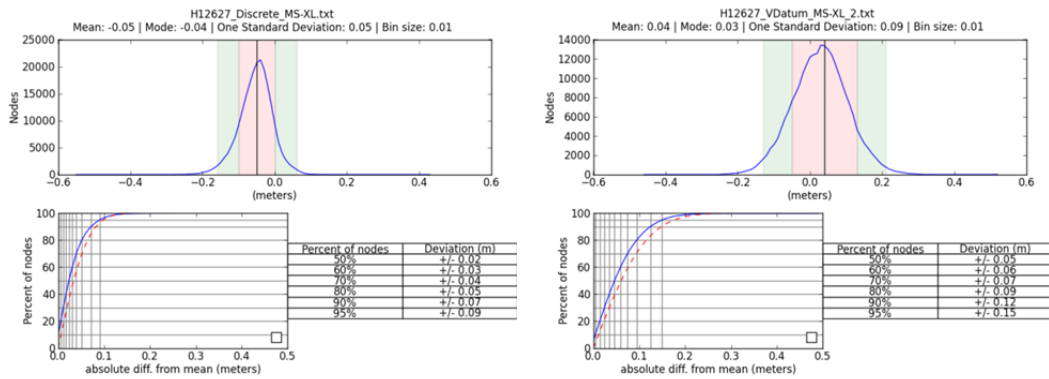 H12627_Discrete_MS-XL.txt
Mean: -0.05 | Mode: -0.04 | One Standard Deviation: 0.05 | Bin size: 0.01
25000
20000
15000
10000
5000
0
Nodes
−0.6 −0.4 −0.2 0.0 0.2 0.4 0.6
(meters)
100
80
60
40
20
0
Percent of nodes
0.0 0.1 0.2 0.3 0.4 0.5
absolute diff. from mean (meters)
Percent of nodes Deviation (m)
50% +/- 0.02
60% +/- 0.03
70% +/- 0.04
80% +/- 0.05
90% +/- 0.07
95% +/- 0.09
H12627_VDatum_MS-XL_2.txt
Mean: 0.04 | Mode: 0.03 | One Standard Deviation: 0.09 | Bin size: 0.01
14000
12000
10000
8000
6000
4000
2000
0
Nodes
−0.6 −0.4 −0.2 0.0 0.2 0.4 0.6
(meters)
100
80
60
40
20
0
Percent of nodes
0.0 0.1 0.2 0.3 0.4 0.5
absolute diff. from mean (meters)
Percent of nodes Deviation (m)
50% +/- 0.05
60% +/- 0.06
70% +/- 0.07
80% +/- 0.09
90% +/- 0.12
95% +/- 0.15